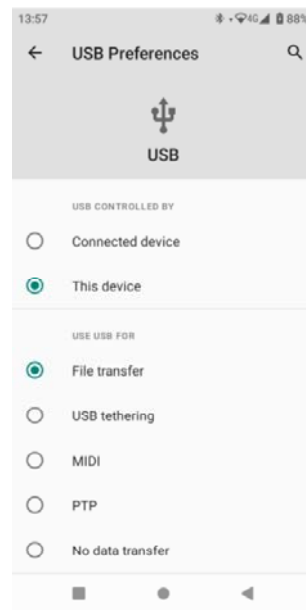 13:57
4G 88%
USB Preferences
USB
USB CONTROLLED BY
Connected device
This device
USE USB FOR
File transfer
USB tethering
MIDI
PTP
No data transfer